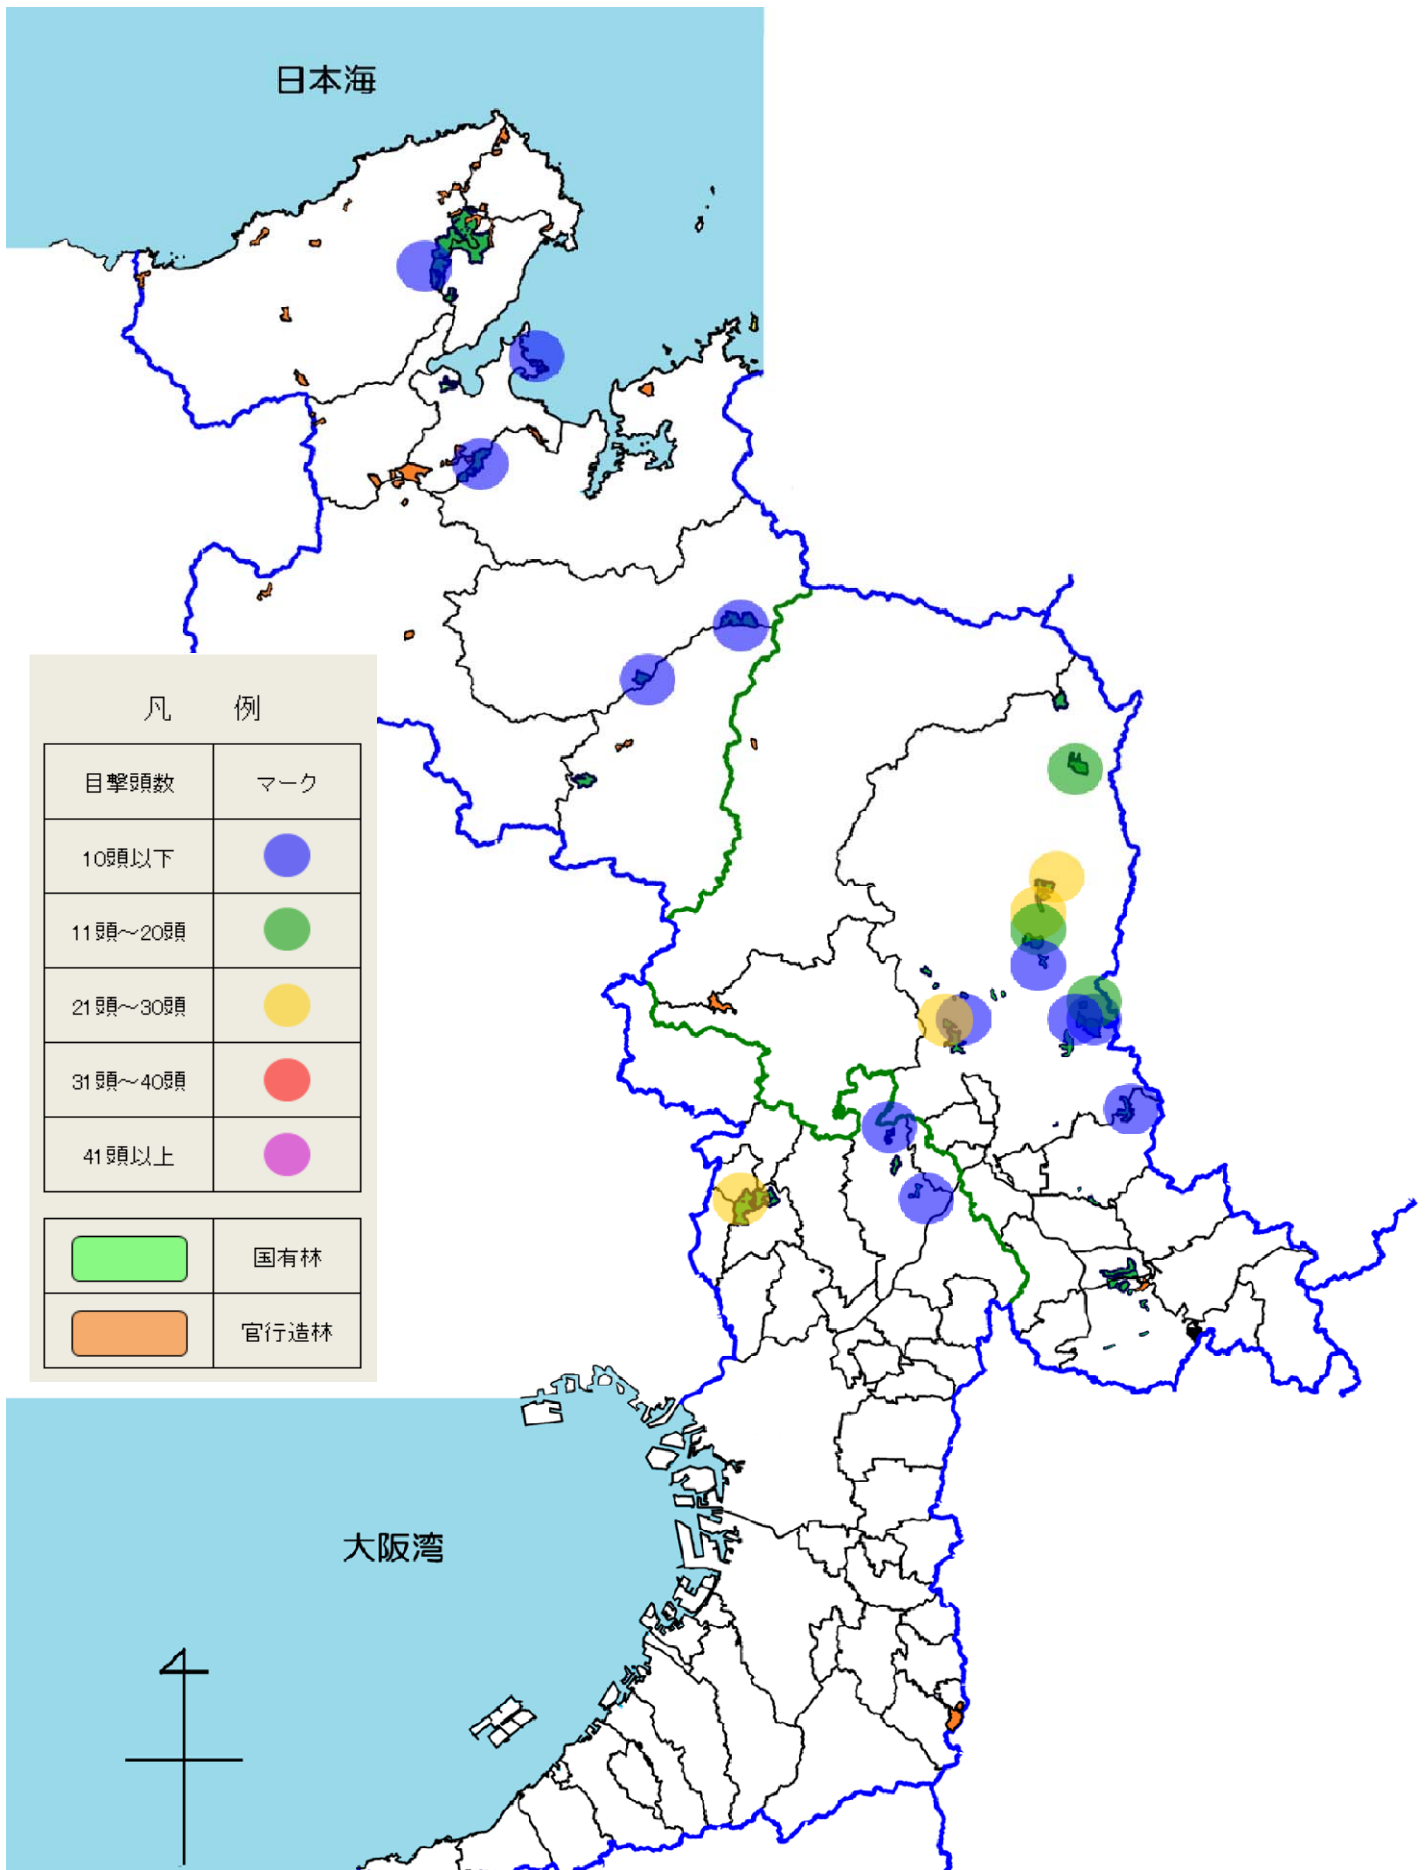 日本海
凡 例
目撃頭数 マーク
10頭以下
11頭～20頭
21頭～30頭
31頭～40頭
41頭以上
国有林
官行造林
大阪湾